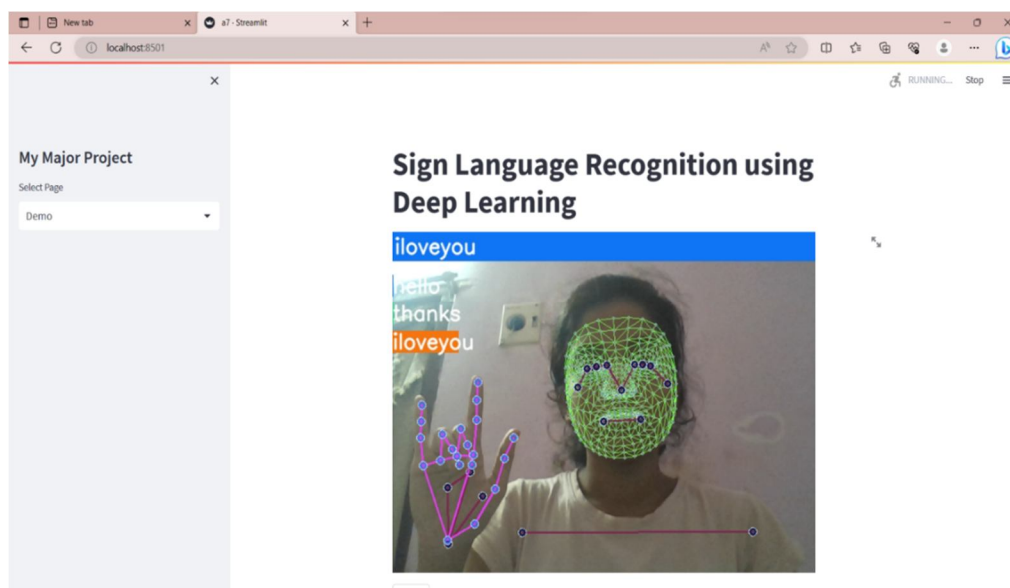 New tab
a7 · Streamlit
localhost:8501
RUNNING... Stop
My Major Project
Select Page
Demo
Sign Language Recognition using
Deep Learning
iloveyou
hello
thanks
iloveyou